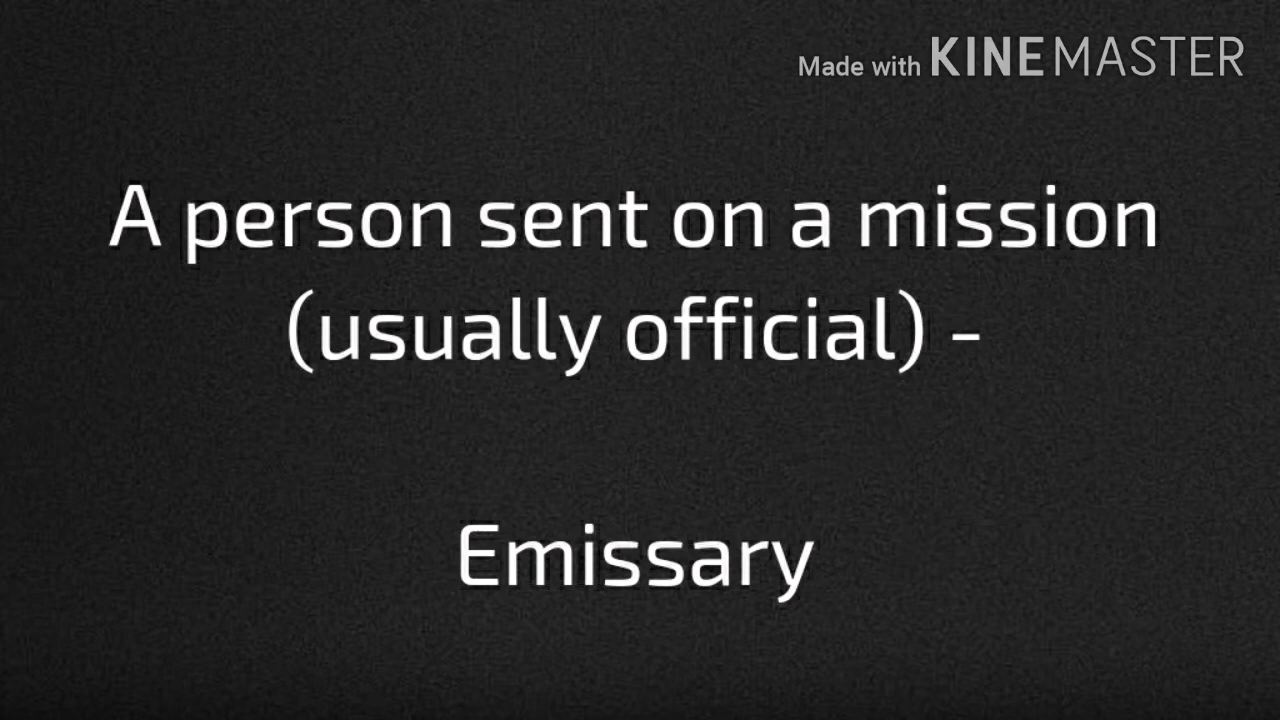 Made with KINEMASTER
A person sent on a mission
(usually official) -
Emissary